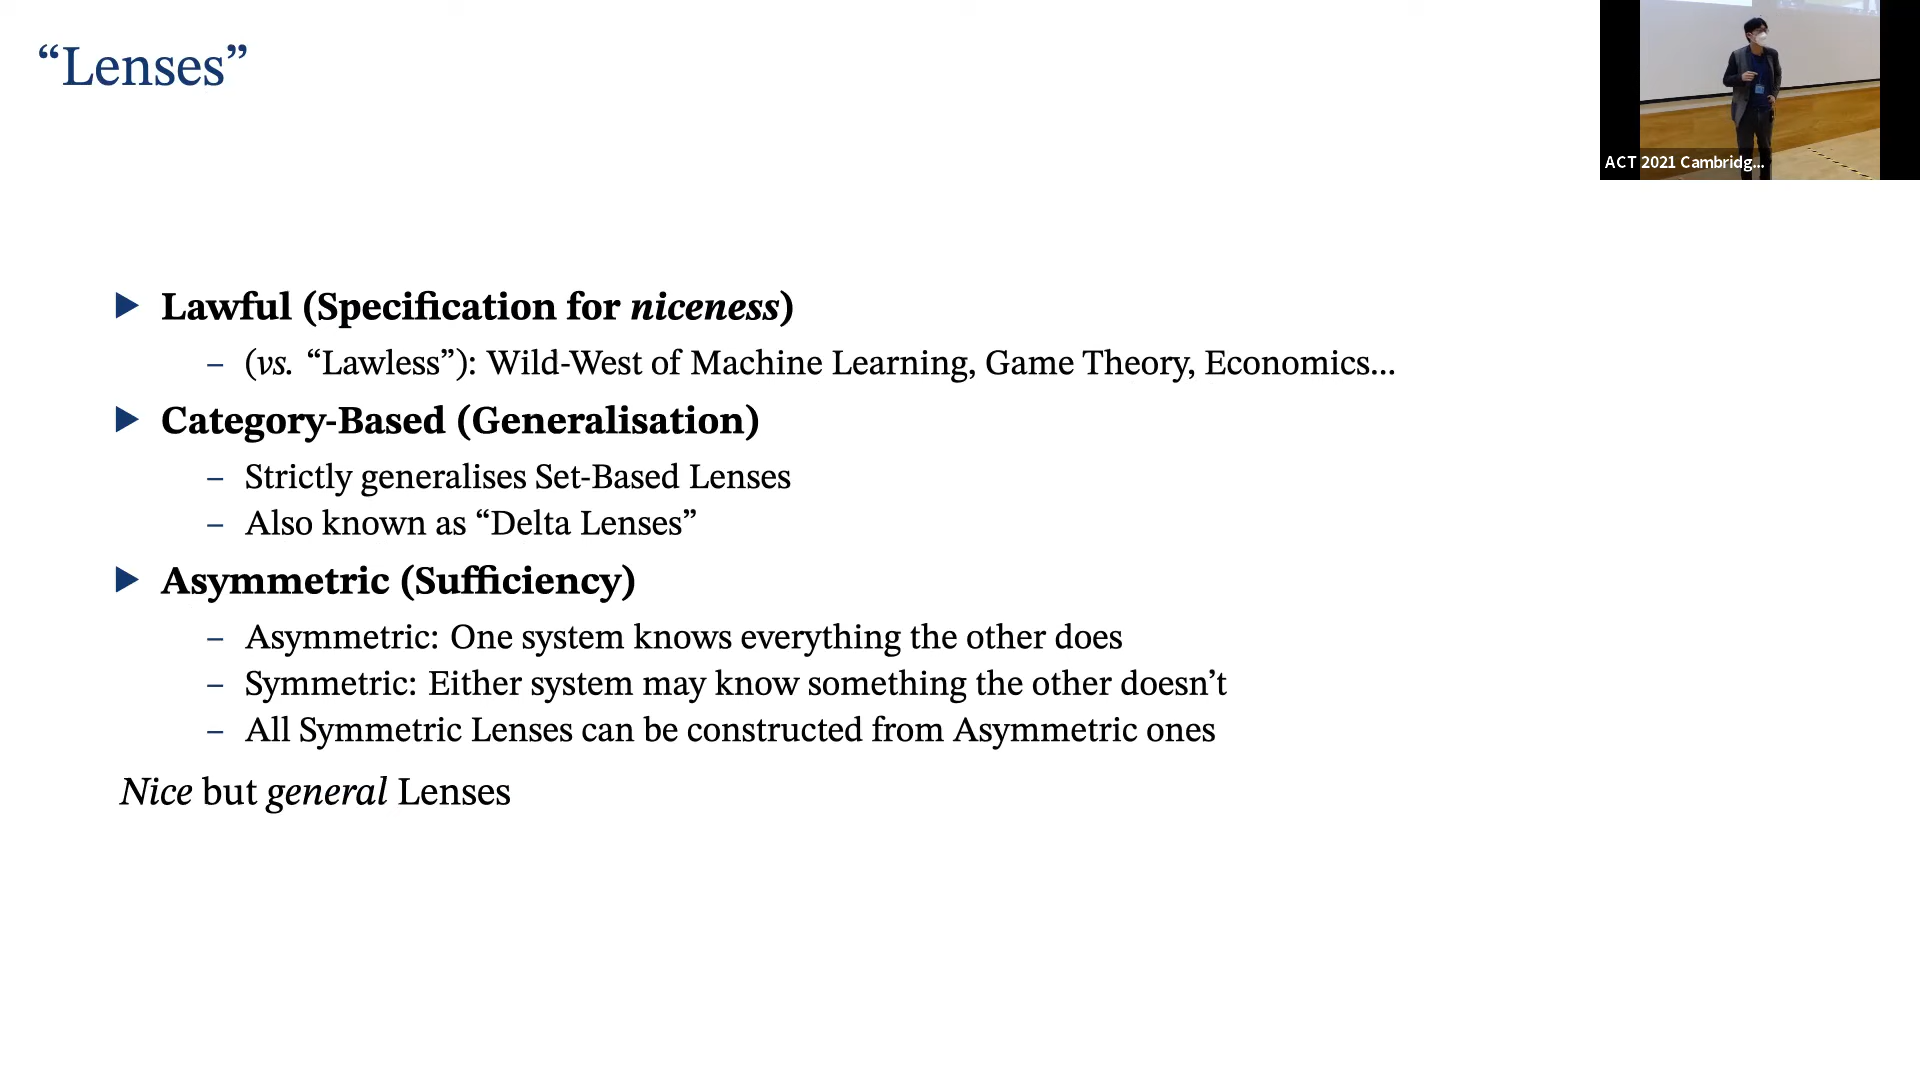 “Lenses”
ACT 2021 Cambridg...
▶ Lawful (Specification for niceness)
– (vs. “Lawless”): Wild-West of Machine Learning, Game Theory, Economics...
▶ Category-Based (Generalisation)
– Strictly generalises Set-Based Lenses
– Also known as “Delta Lenses”
▶ Asymmetric (Sufficiency)
– Asymmetric: One system knows everything the other does
– Symmetric: Either system may know something the other doesn’t
– All Symmetric Lenses can be constructed from Asymmetric ones
Nice but general Lenses